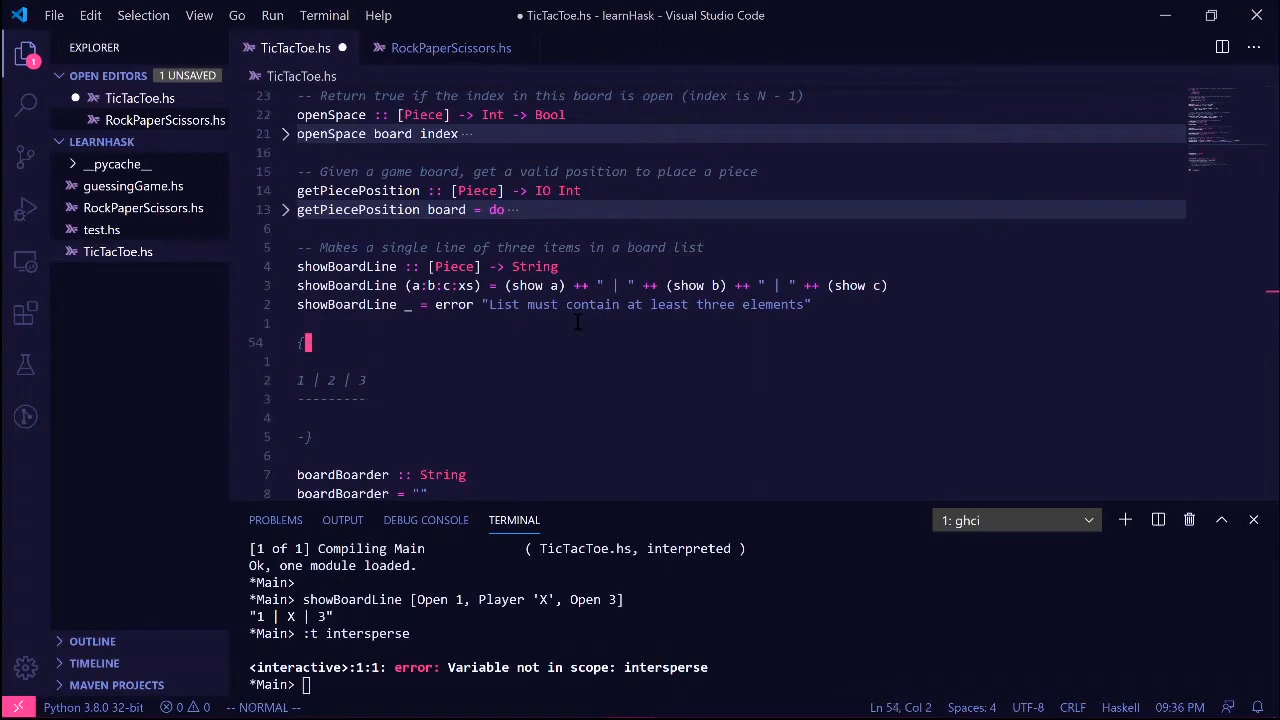 File Edit Selection View Go Run Terminal Help
● TicTacToe.hs - learnHask - Visual Studio Code
EXPLORER
TicTacToe.hs ●
RockPaperScissors.hs
OPEN EDITORS 1 UNSAVED
● TicTacToe.hs
RockPaperScissors.hs
LEARNHASK
__pycache__
guessingGame.hs
RockPaperScissors.hs
test.hs
TicTacToe.hs
OUTLINE
TIMELINE
MAVEN PROJECTS
1
TicTacToe.hs
23 -- Return true if the index in this baord is open (index is N - 1)
22 openSpace :: [Piece] -> Int -> Bool
21 openSpace board index ···
16
15 -- Given a game board, get a valid position to place a piece
14 getPiecePosition :: [Piece] -> IO Int
13 getPiecePosition board = do ···
6
5 -- Makes a single line of three items in a board list
4 showBoardLine :: [Piece] -> String
3 showBoardLine (a:b:c:xs) = (show a) ++ " | " ++ (show b) ++ " | " ++ (show c)
2 showBoardLine _ = error "List must contain at least three elements"
1
54 {
1
2 1 | 2 | 3
3 ---------
4
5 -}
6
7 boardBoarder :: String
8 boardBoarder = ""
PROBLEMS OUTPUT DEBUG CONSOLE TERMINAL
1: ghci
[1 of 1] Compiling Main             ( TicTacToe.hs, interpreted )
Ok, one module loaded.
*Main>
*Main> showBoardLine [Open 1, Player 'X', Open 3]
"1 | X | 3"
*Main> :t intersperse
<interactive>:1:1: error: Variable not in scope: intersperse
*Main>
Python 3.8.0 32-bit
0
0
-- NORMAL --
Ln 54, Col 2
Spaces: 4
UTF-8
CRLF
Haskell
09:36 PM